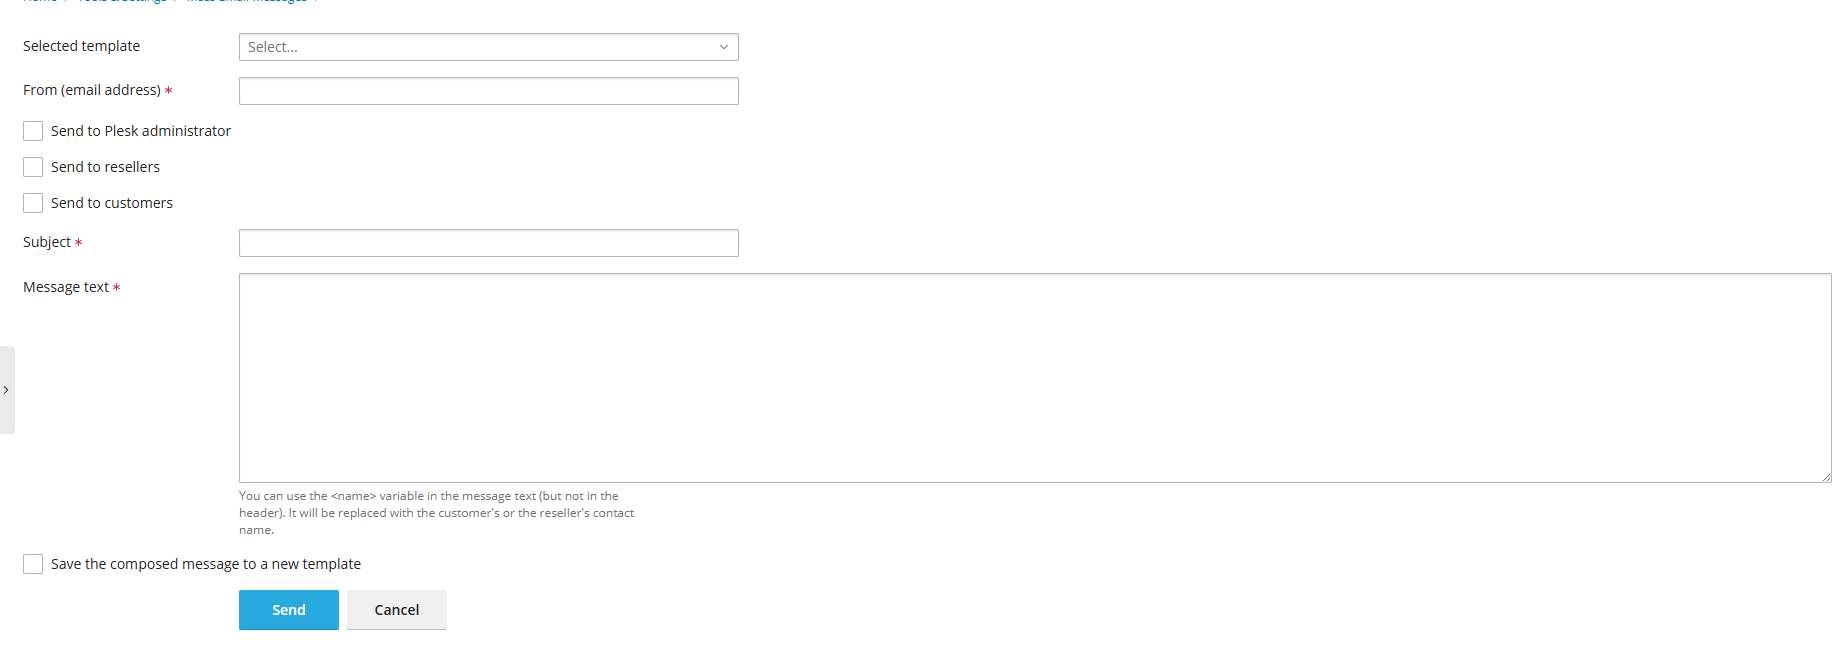 Selected template
Select...
From (email address) *
Send to Plesk administrator
Send to resellers
Send to customers
Subject *
Message text *
You can use the <name> variable in the message text (but not in the
header). It will be replaced with the customer's or the reseller's contact
name.
Save the composed message to a new template
Send
Cancel